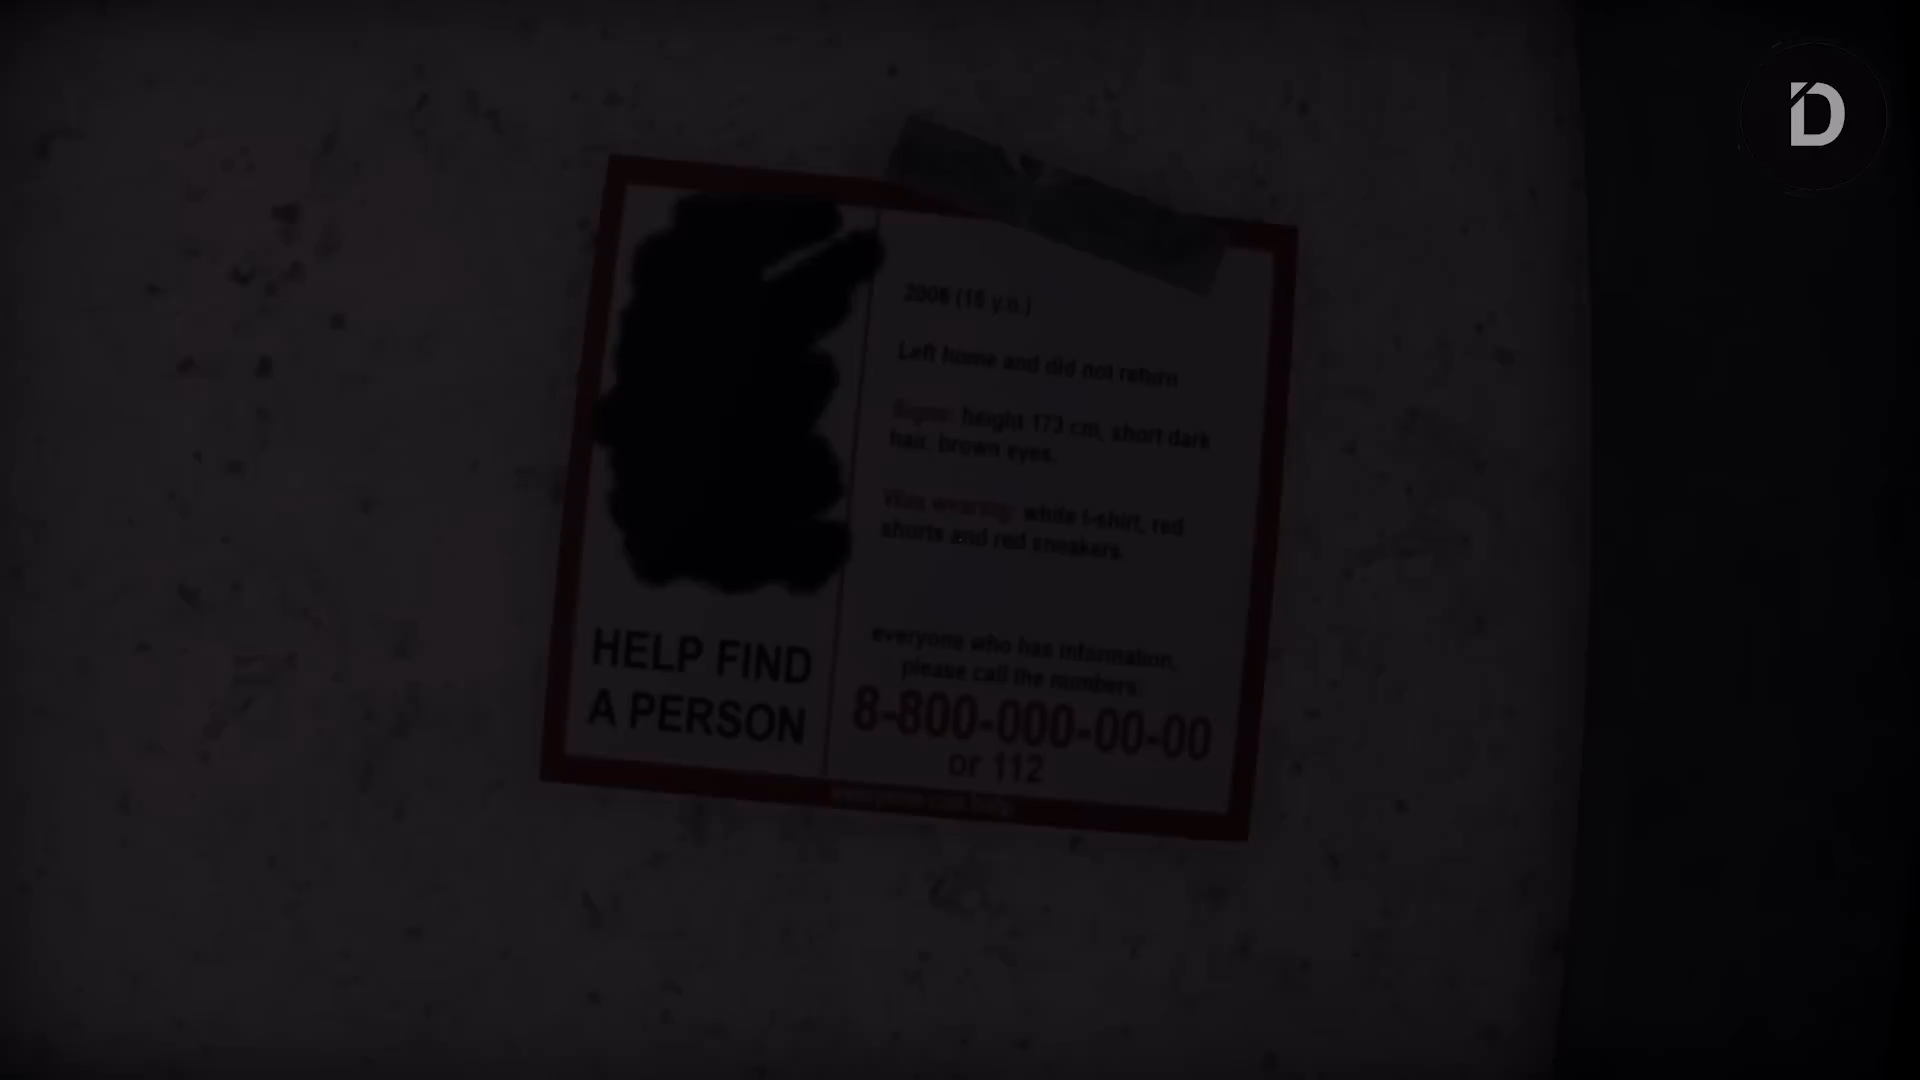 2006 (16 y.o.)
Left home and did not return
height 173 cm, short dark
hair, brown eyes.
Was wearing: white t-shirt, red
shorts and red sneakers.
HELP FIND
A PERSON
everyone who has information,
please call the numbers:
8-800-000-00-00
or 112